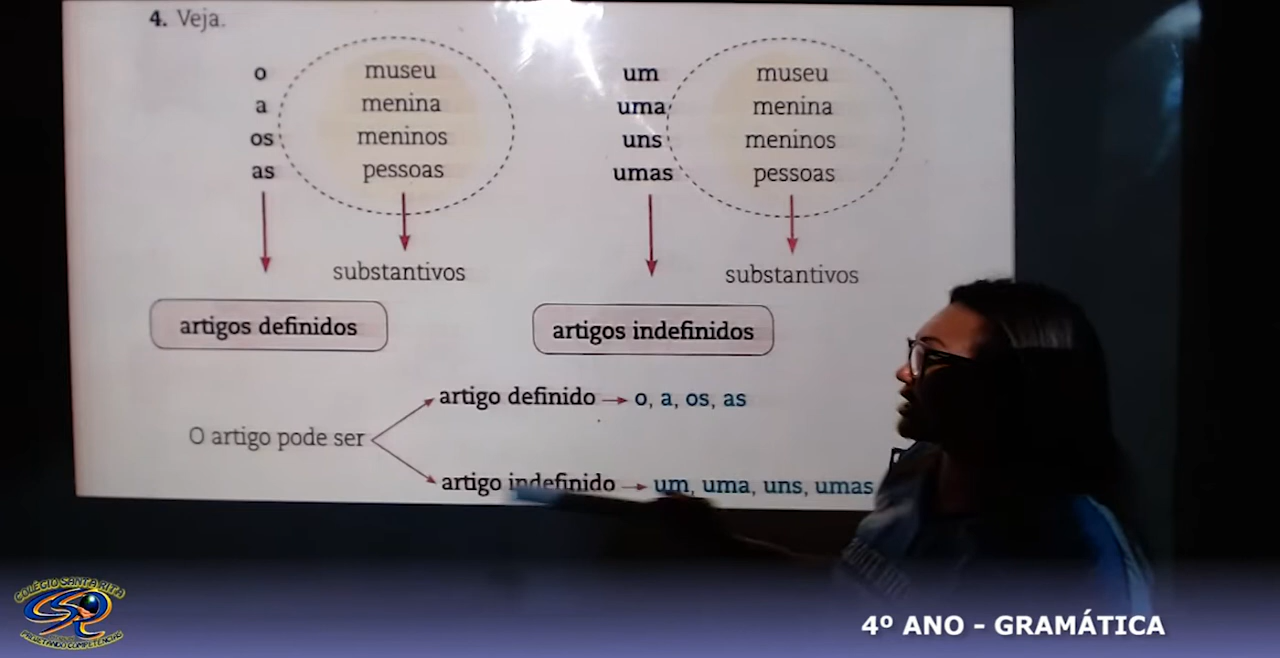 4. Veja.
o museu um museu
a menina uma menina
os meninos uns meninos
as pessoas umas pessoas
substantivos substantivos
artigos definidos artigos indefinidos
artigo definido → o, a, os, as
O artigo pode ser
artigo indefinido → um, uma, uns, umas
COLÉGIO SANTA RITA
PROJETANDO COMPETÊNCIAS
4º ANO - GRAMÁTICA